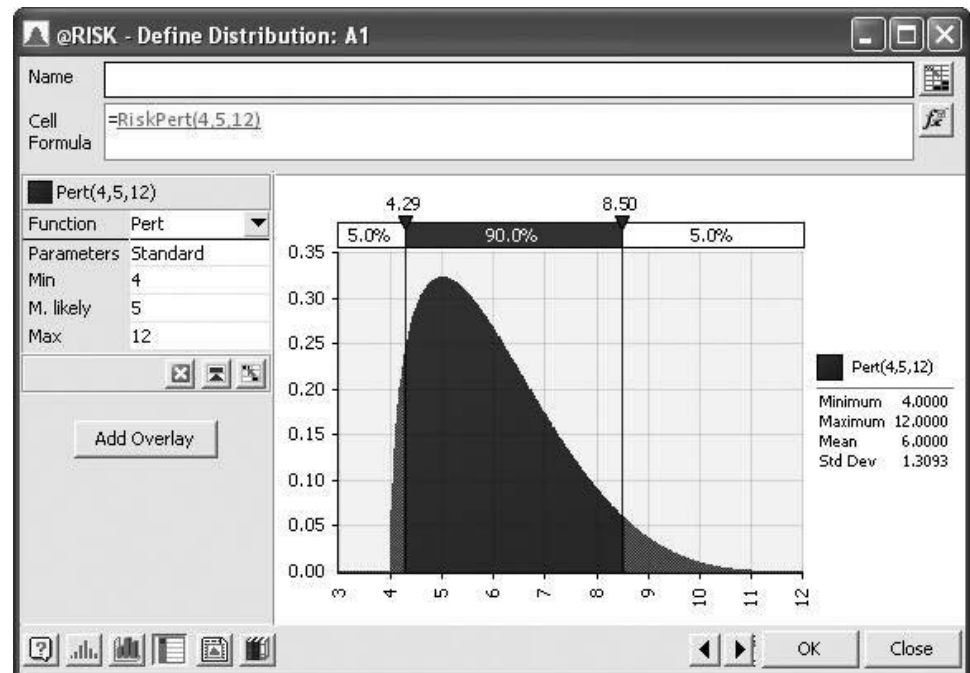 @RISK - Define Distribution: A1
Name
Cell Formula
=RiskPert(4,5,12)
Pert(4,5,12)
Function Pert
Parameters Standard
Min 4
M. likely 5
Max 12
Add Overlay
4.29 8.50
5.0% 90.0% 5.0%
0.35
0.30
0.25
0.20
0.15
0.10
0.05
0.00
3 4 5 6 7 8 9 10 11 12
Pert(4,5,12)
Minimum 4.0000
Maximum 12.0000
Mean 6.0000
Std Dev 1.3093
OK Close